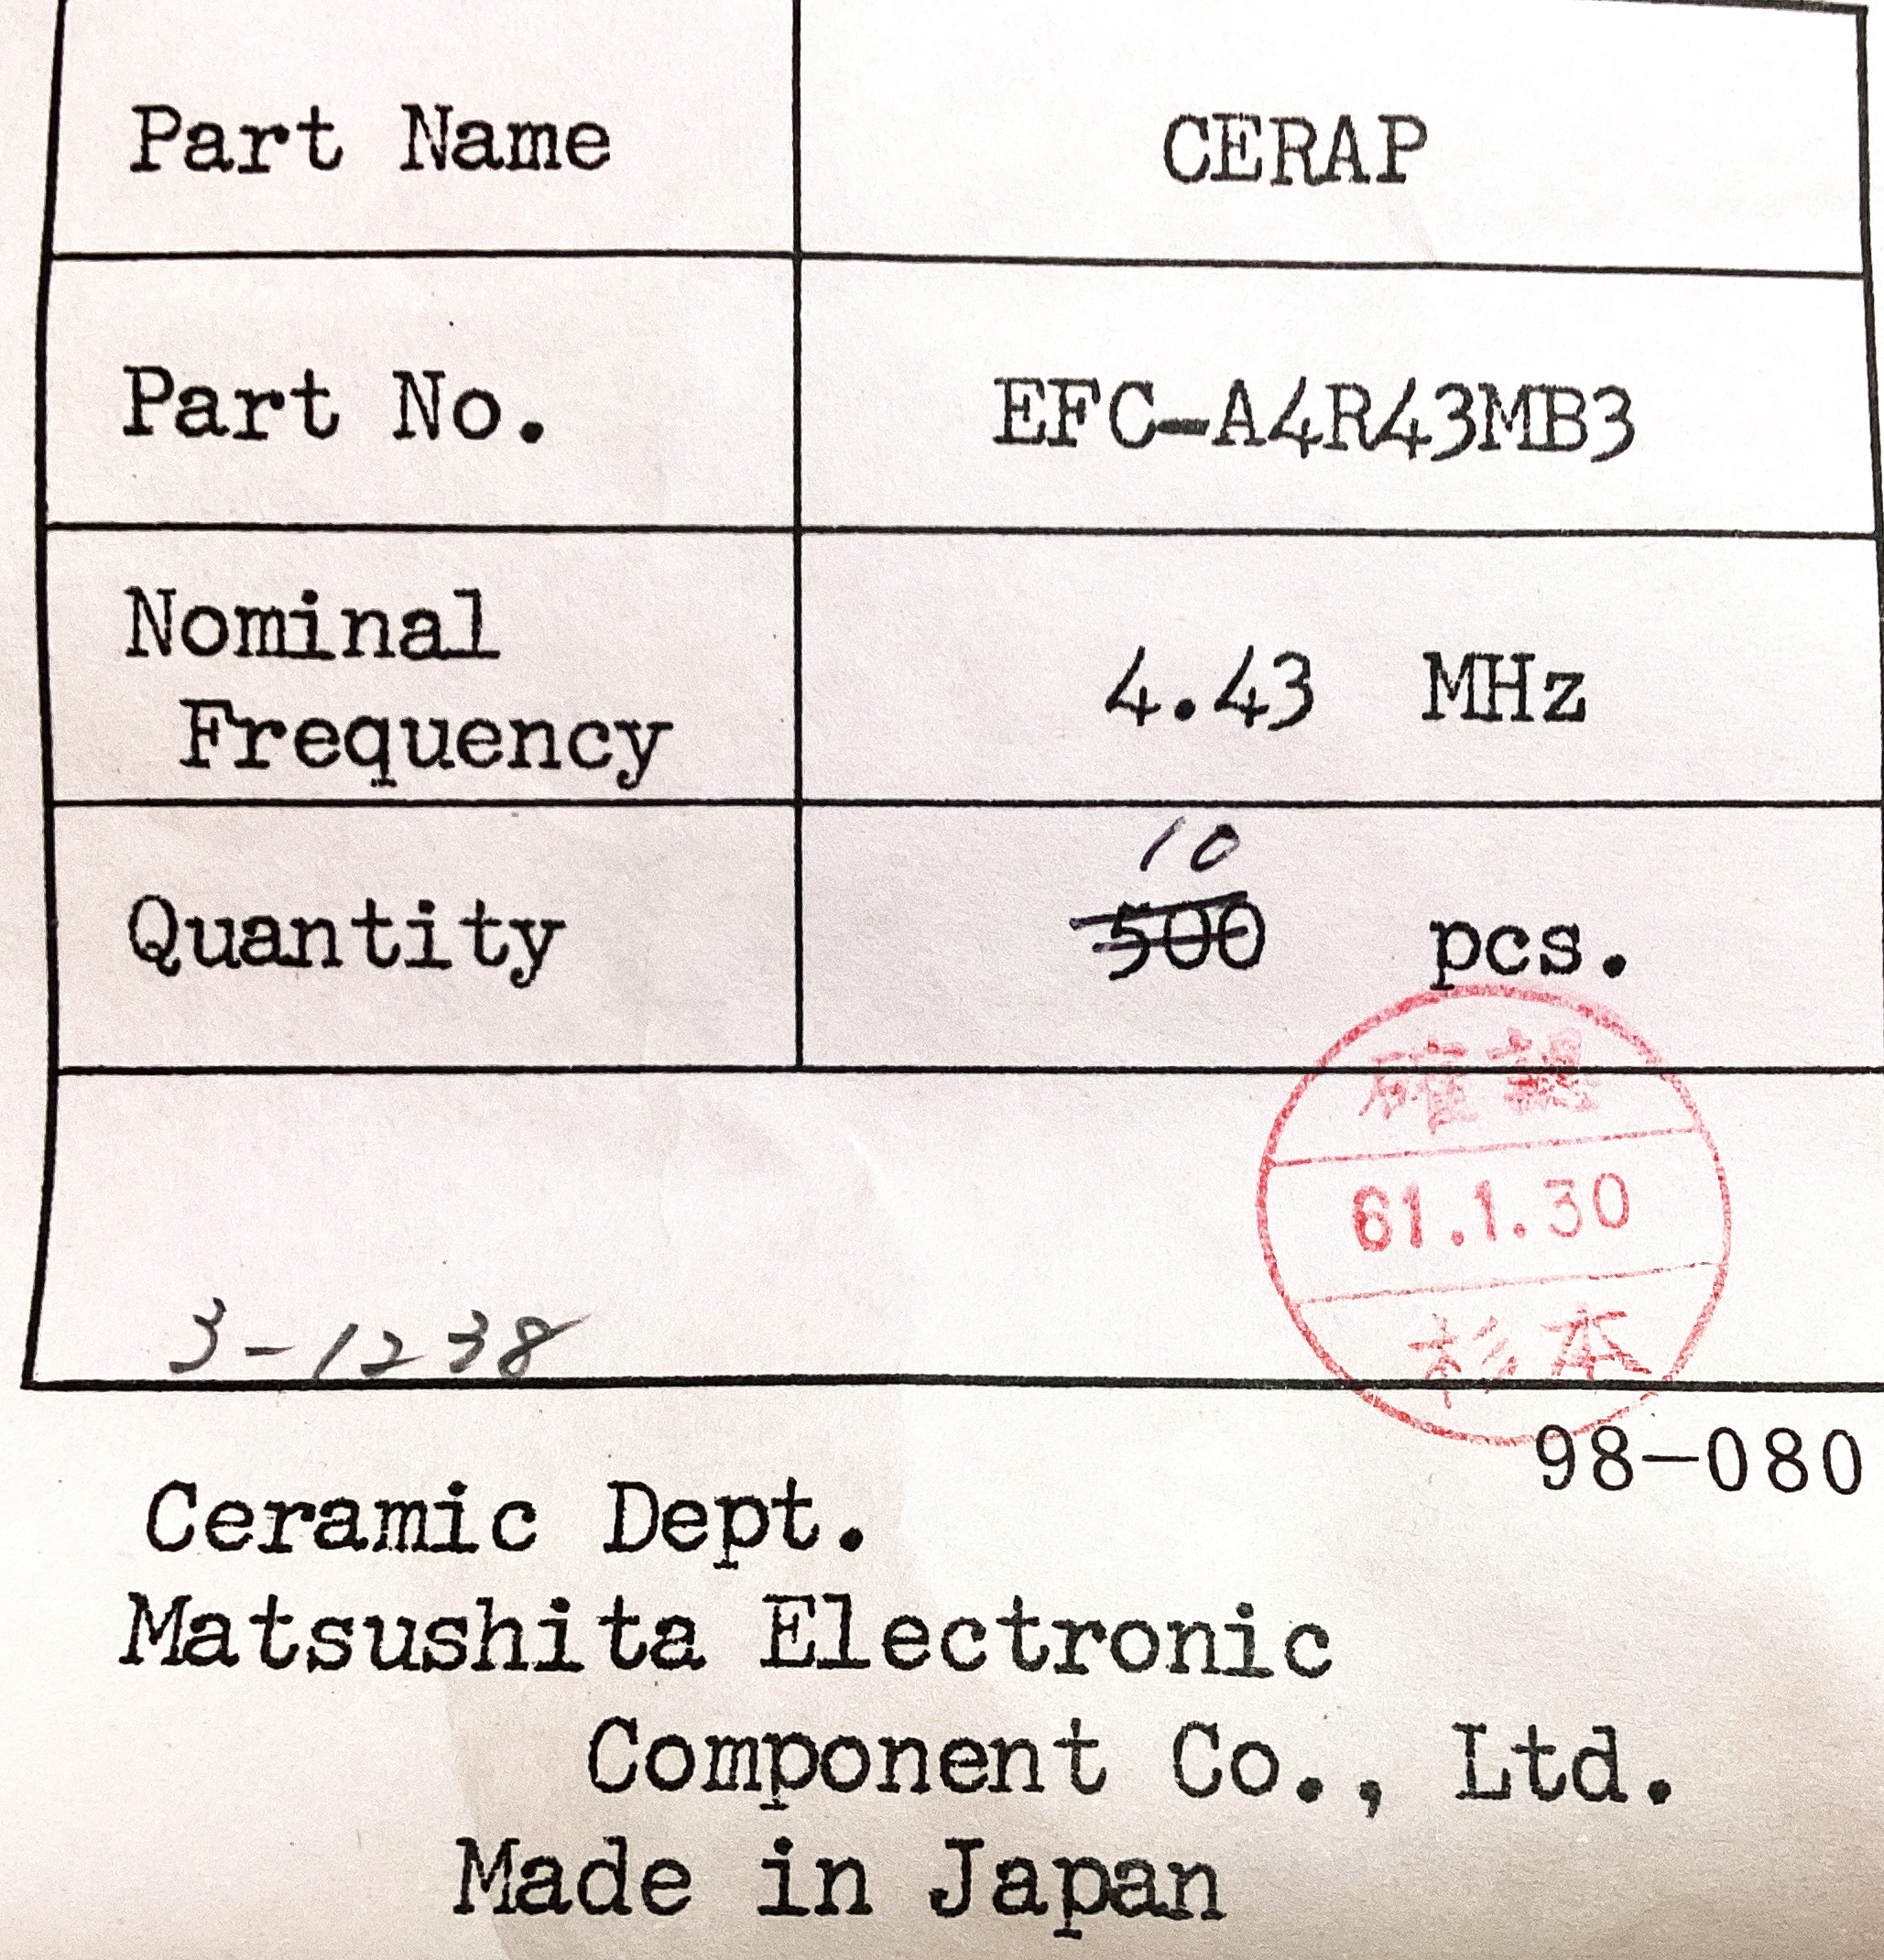 Part Name CERAP
Part No. EFC-A4R43MB3
Nominal
Frequency
4.43 MHz
10
Quantity 500 pcs.
確認
61.1.30
杉本
3-1238
98-080
Ceramic Dept.
Matsushita Electronic
Component Co., Ltd.
Made in Japan